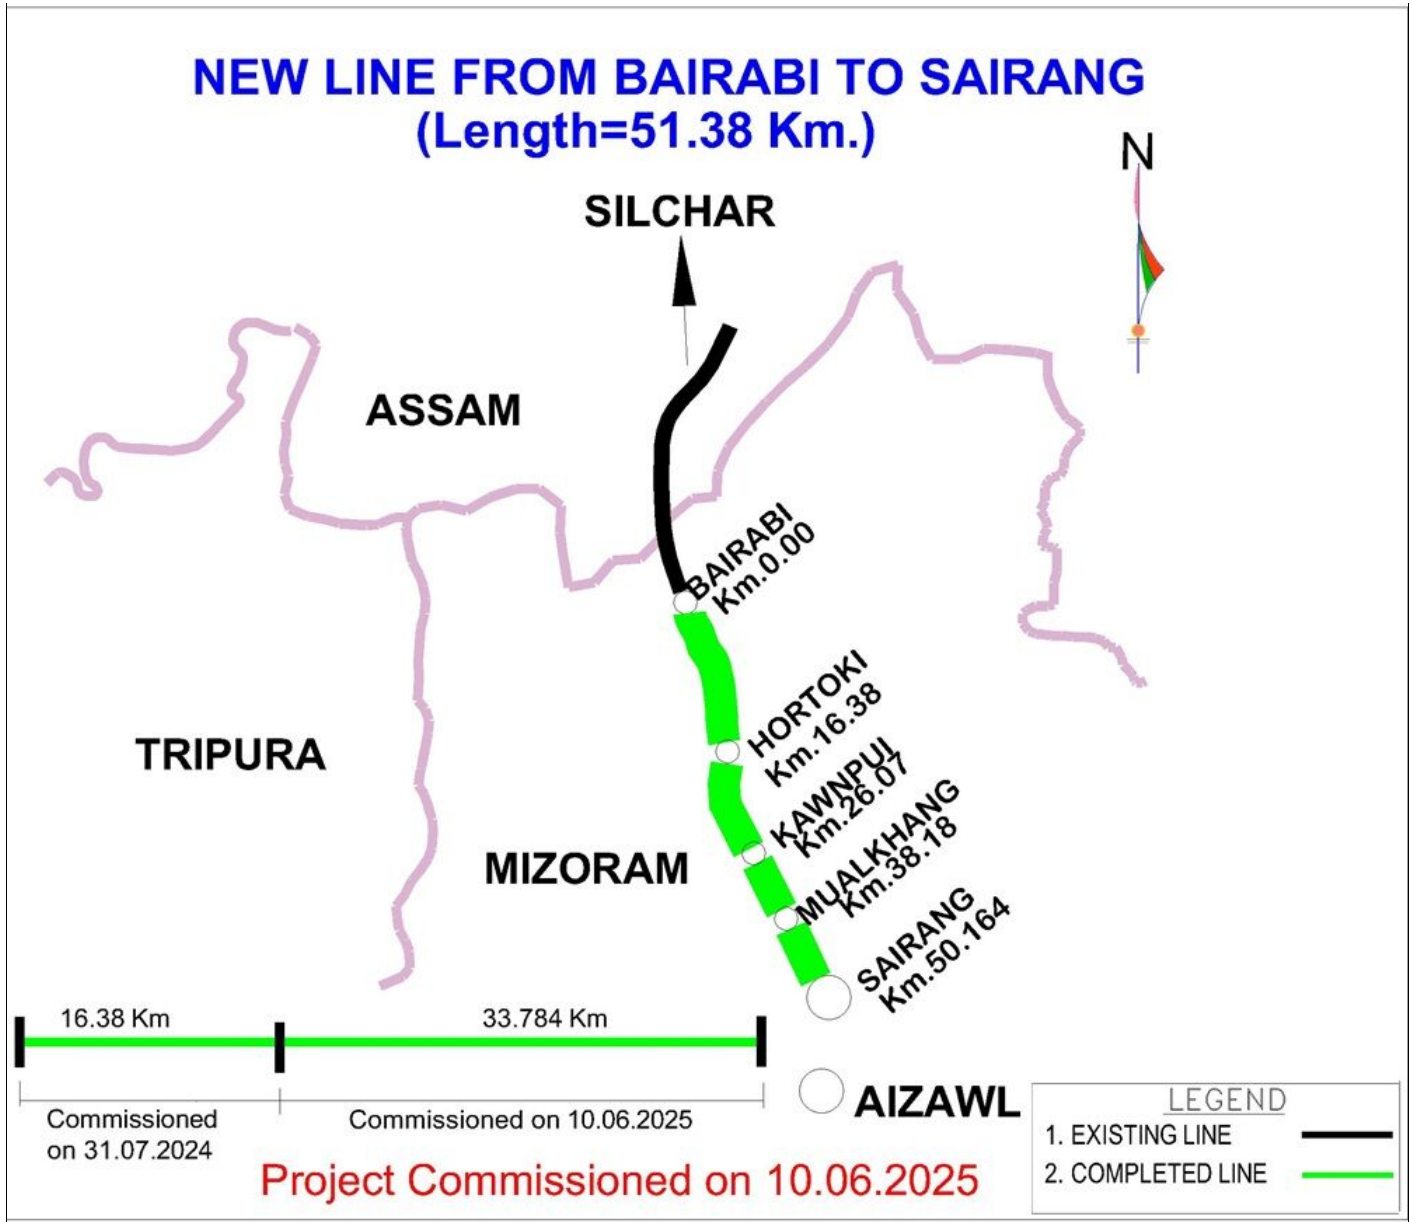 NEW LINE FROM BAIRABI TO SAIRANG
(Length=51.38 Km.)
N
SILCHAR
ASSAM
BAIRABI
Km.0.00
HORTOKI
Km.16.38
TRIPURA
KAWNPUI
Km.26.07
MIZORAM
MUALKHANG
Km.38.18
SAIRANG
Km.50.164
16.38 Km
33.784 Km
Commissioned
on 31.07.2024
Commissioned on 10.06.2025
AIZAWL
Project Commissioned on 10.06.2025
LEGEND
1. EXISTING LINE
2. COMPLETED LINE